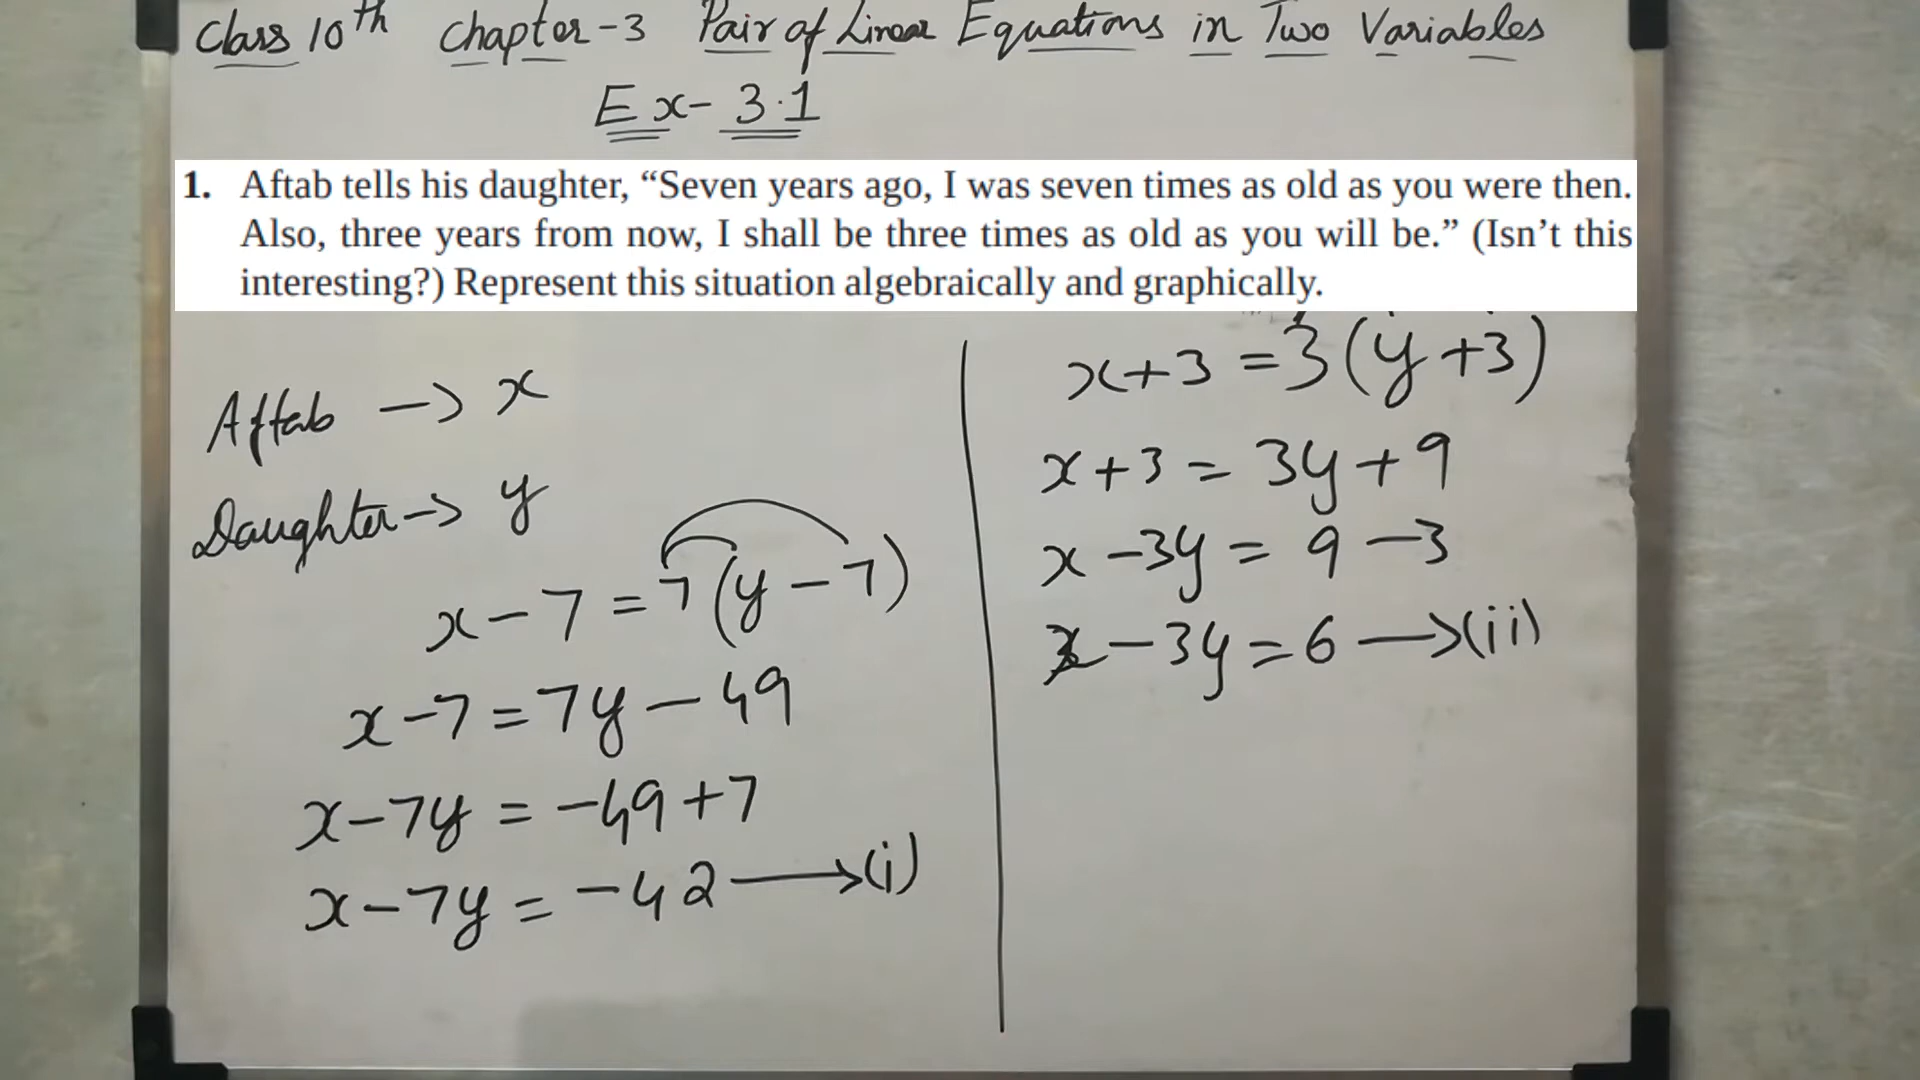 Class 10th Chapter-3 Pair of Linear Equations in Two Variables
Ex- 3.1
1. Aftab tells his daughter, “Seven years ago, I was seven times as old as you were then.
Also, three years from now, I shall be three times as old as you will be.” (Isn’t this
interesting?) Represent this situation algebraically and graphically.
Aftab → x
Daughter → y
x - 7 = 7(y - 7)
x - 7 = 7y - 49
x - 7y = -49 + 7
x - 7y = -42 → (i)
x + 3 = 3(y + 3)
x + 3 = 3y + 9
x - 3y = 9 - 3
x - 3y = 6 → (ii)